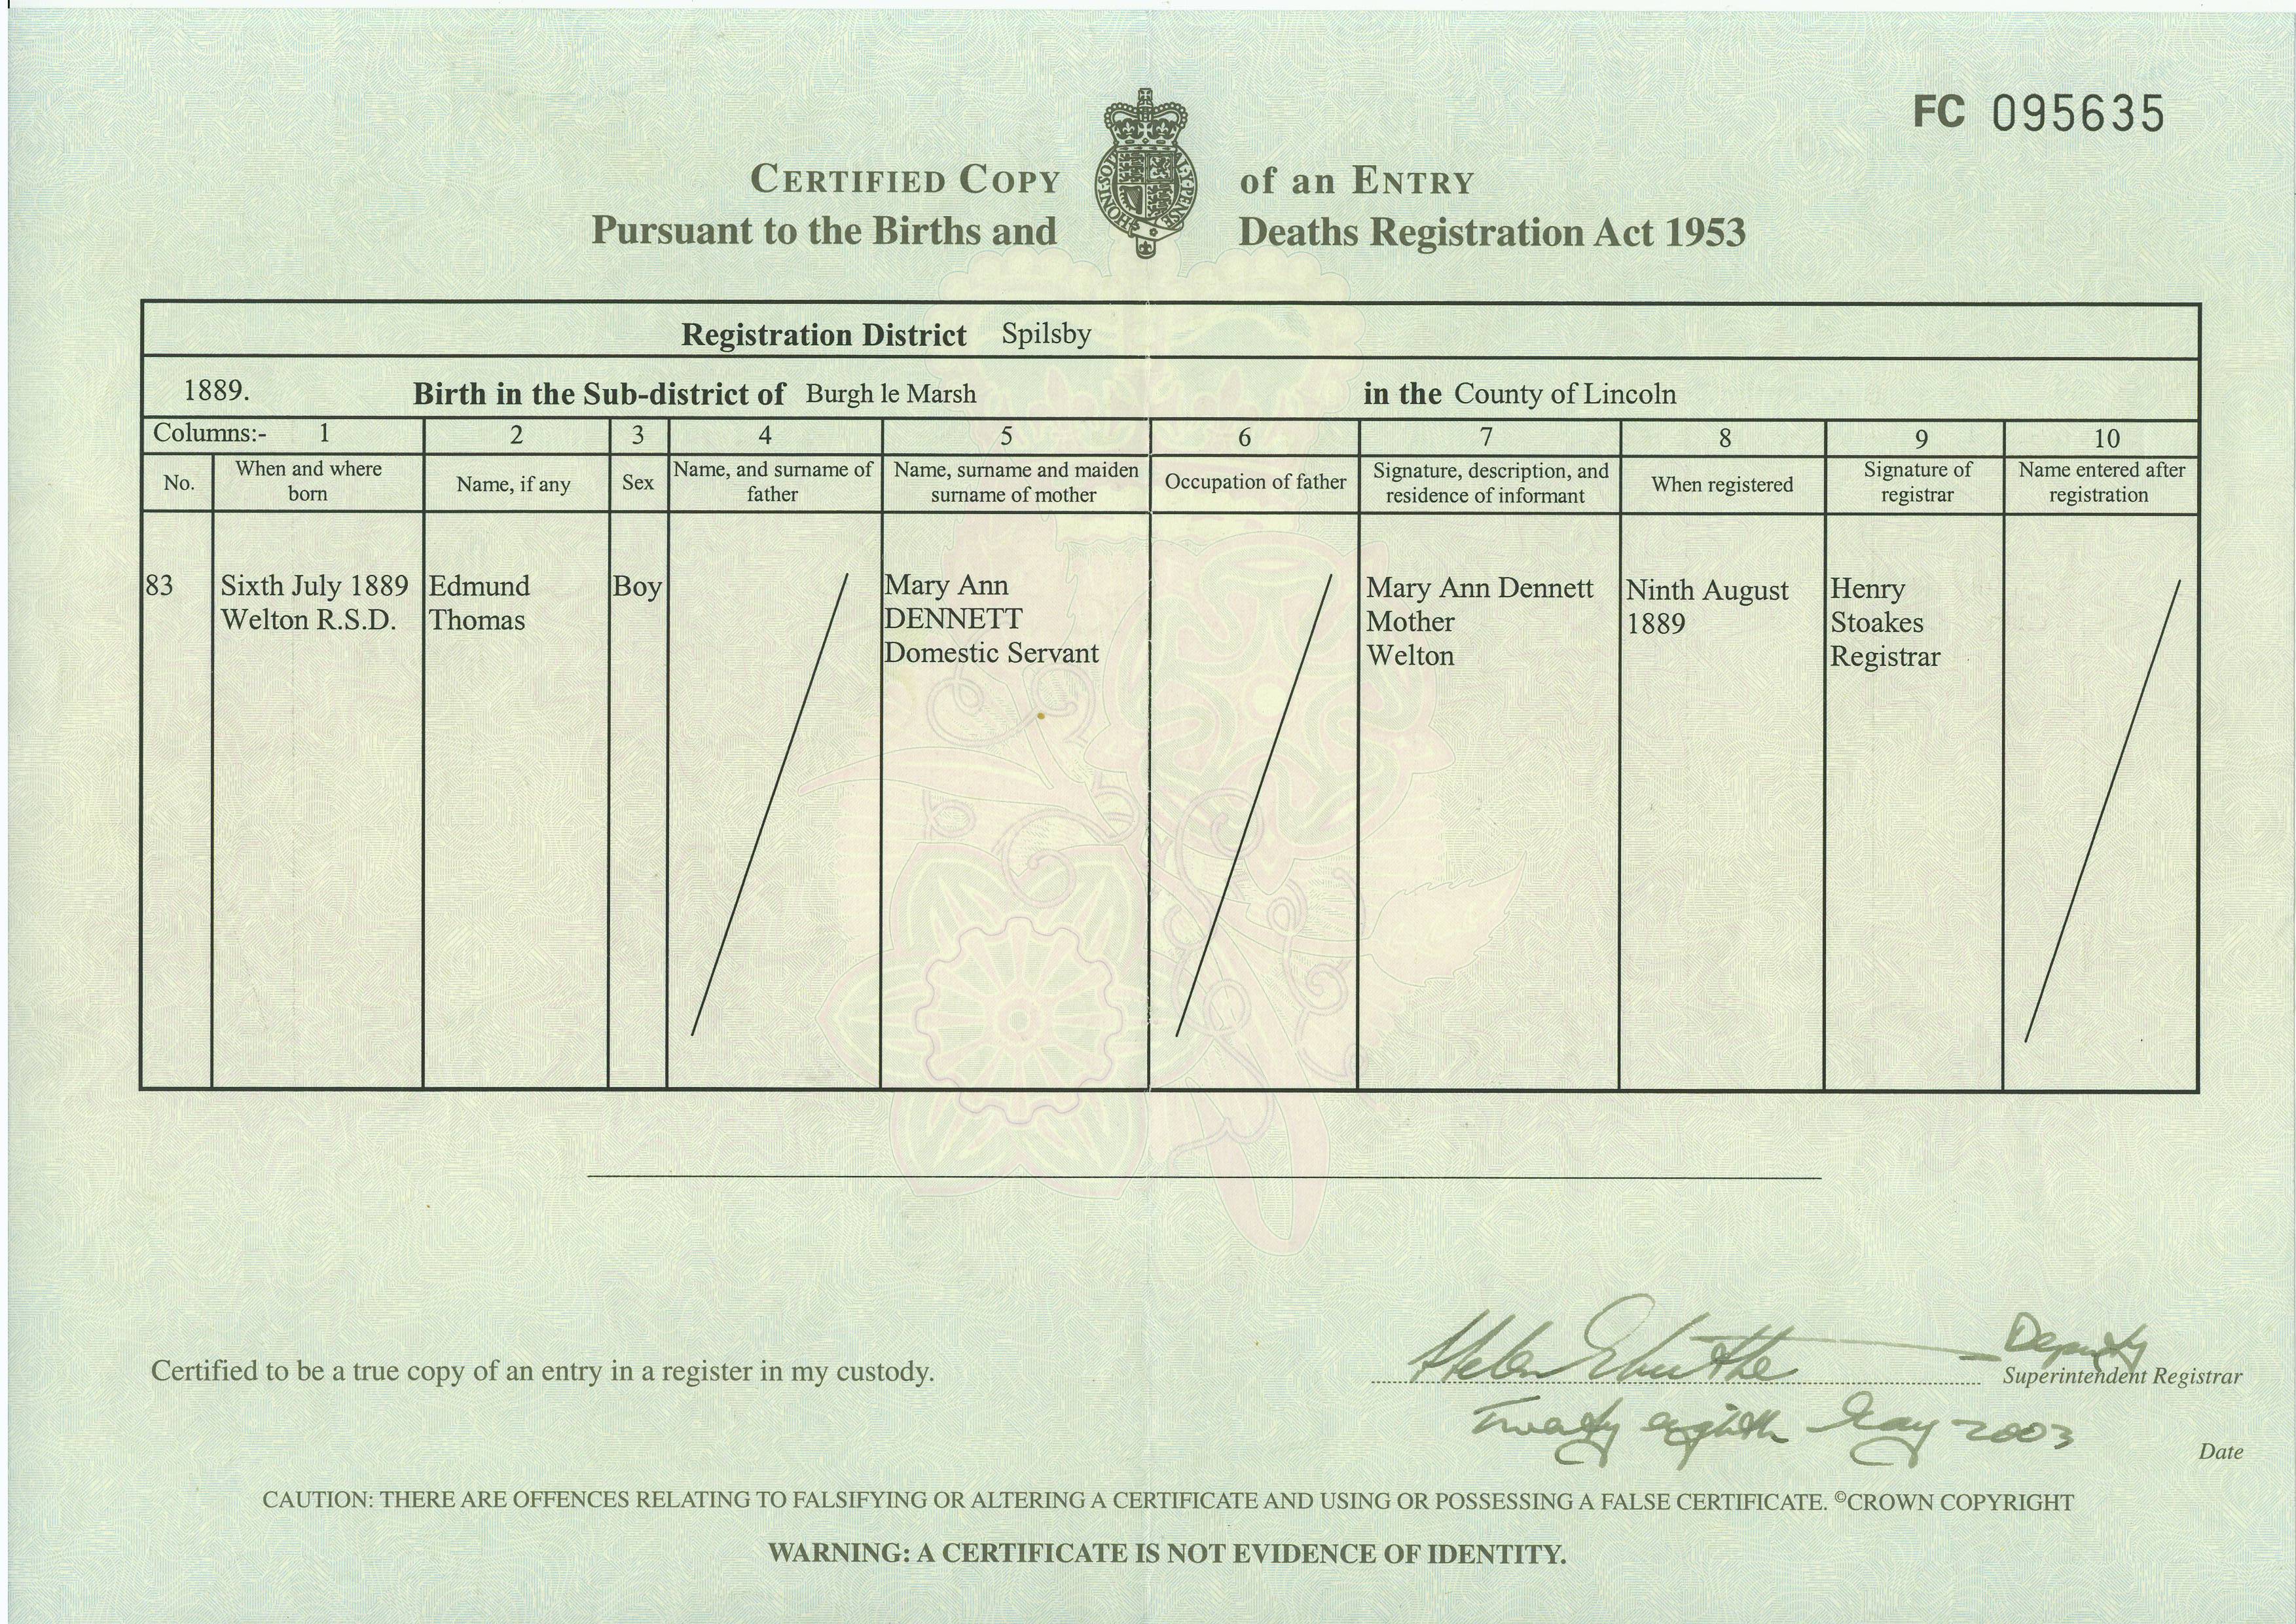 FC 095635
CERTIFIED COPY of an ENTRY
Pursuant to the Births and Deaths Registration Act 1953
Registration District Spilsby
1889. Birth in the Sub-district of Burgh le Marsh in the County of Lincoln
Columns:- 1 2 3 4 5 6 7 8 9 10
No.
When and where
born
Name, if any
Sex
Name, and surname of
father
Name, surname and maiden
surname of mother
Occupation of father
Signature, description, and
residence of informant
When registered
Signature of
registrar
Name entered after
registration
83
Sixth July 1889
Welton R.S.D.
Edmund
Thomas
Boy
Mary Ann
DENNETT
Domestic Servant
Mary Ann Dennett
Mother
Welton
Ninth August
1889
Henry
Stoakes
Registrar
Certified to be a true copy of an entry in a register in my custody.
Helen
Deputy
Superintendent Registrar
Twenty eighth May 2003
Date
CAUTION: THERE ARE OFFENCES RELATING TO FALSIFYING OR ALTERING A CERTIFICATE AND USING OR POSSESSING A FALSE CERTIFICATE. ©CROWN COPYRIGHT
WARNING: A CERTIFICATE IS NOT EVIDENCE OF IDENTITY.